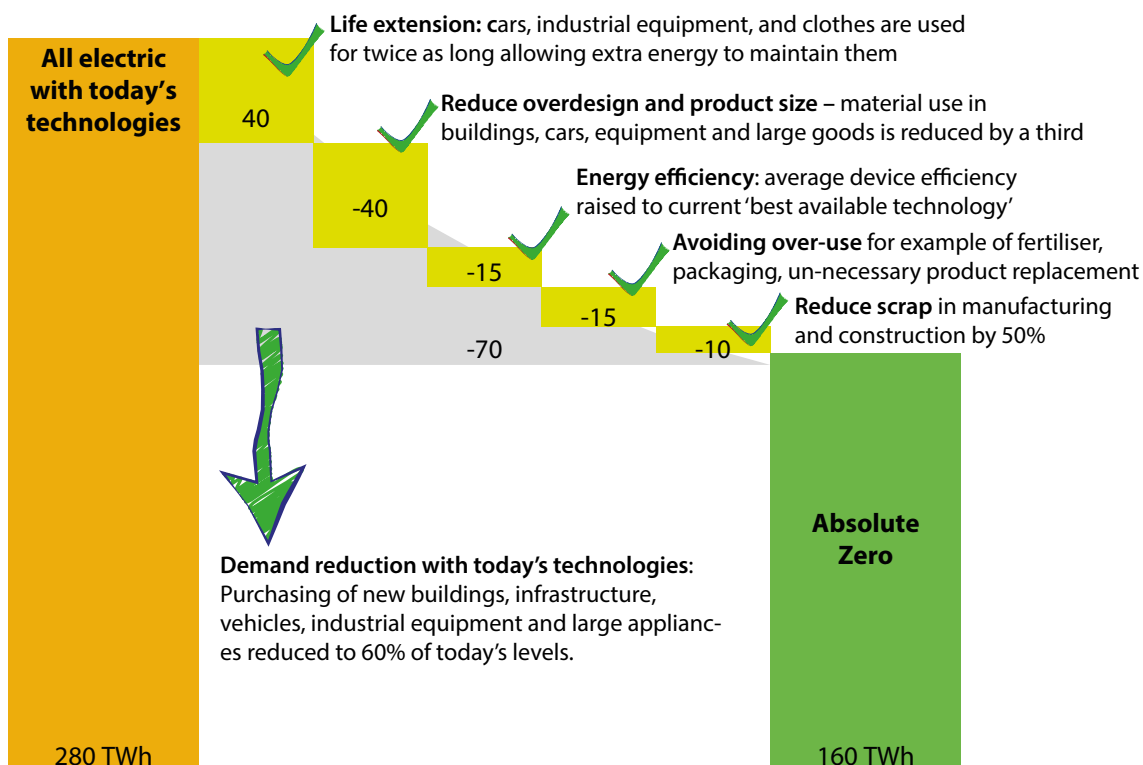 All electric
with today's
technologies
Life extension: cars, industrial equipment, and clothes are used
for twice as long allowing extra energy to maintain them
40
Reduce overdesign and product size – material use in
buildings, cars, equipment and large goods is reduced by a third
-40
Energy efficiency: average device efficiency
raised to current ‘best available technology’
-15
Avoiding over-use for example of fertiliser,
packaging, un-necessary product replacement
-15
Reduce scrap in manufacturing
and construction by 50%
-10
-70
Absolute
Zero
Demand reduction with today's technologies:
Purchasing of new buildings, infrastructure,
vehicles, industrial equipment and large applianc-
es reduced to 60% of today's levels.
280 TWh
160 TWh